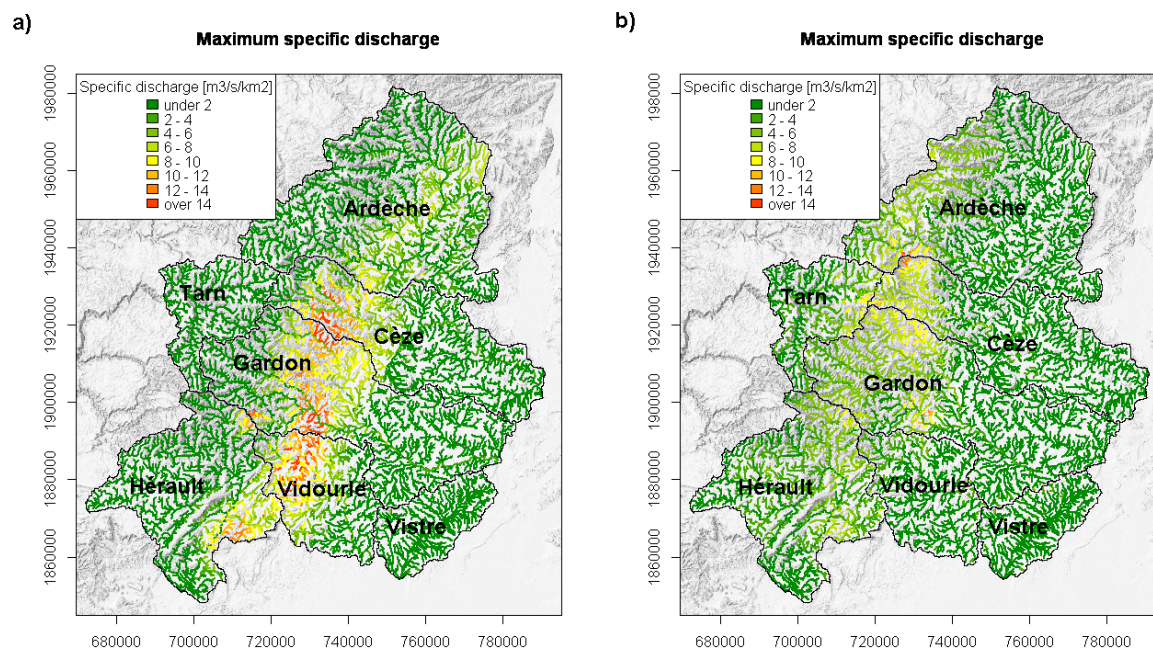 a)
Maximum specific discharge
Specific discharge [m3/s/km2]
under 2
2 - 4
4 - 6
6 - 8
8 - 10
10 - 12
12 - 14
over 14
1980000
1960000
1940000
1920000
1900000
1880000
1860000
Ardèche
Tarn
Cèze
Gardon
Hérault
Vidourle
Vistre
680000 700000 720000 740000 760000 780000
b)
Maximum specific discharge
Specific discharge [m3/s/km2]
under 2
2 - 4
4 - 6
6 - 8
8 - 10
10 - 12
12 - 14
over 14
1980000
1960000
1940000
1920000
1900000
1880000
1860000
Ardèche
Tarn
Cèze
Gardon
Hérault
Vidourle
Vistre
680000 700000 720000 740000 760000 780000